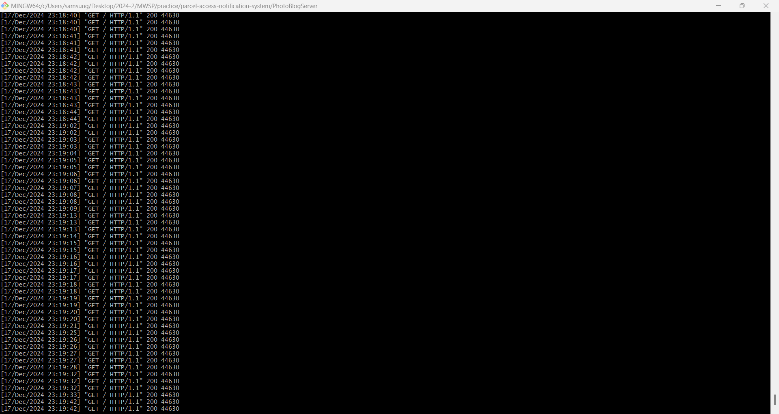 MINGW64:/c/Users/samsung/Desktop/2024-2/MWSP/practice/parcel-access-notification-system/PhotoBlogServer
[17/Dec/2024 23:18:40] "GET / HTTP/1.1" 200 44630
[17/Dec/2024 23:18:40] "GET / HTTP/1.1" 200 44630
[17/Dec/2024 23:18:40] "GET / HTTP/1.1" 200 44630
[17/Dec/2024 23:18:41] "GET / HTTP/1.1" 200 44630
[17/Dec/2024 23:18:41] "GET / HTTP/1.1" 200 44630
[17/Dec/2024 23:18:41] "GET / HTTP/1.1" 200 44630
[17/Dec/2024 23:18:42] "GET / HTTP/1.1" 200 44630
[17/Dec/2024 23:18:42] "GET / HTTP/1.1" 200 44630
[17/Dec/2024 23:18:42] "GET / HTTP/1.1" 200 44630
[17/Dec/2024 23:18:42] "GET / HTTP/1.1" 200 44630
[17/Dec/2024 23:18:43] "GET / HTTP/1.1" 200 44630
[17/Dec/2024 23:18:43] "GET / HTTP/1.1" 200 44630
[17/Dec/2024 23:18:43] "GET / HTTP/1.1" 200 44630
[17/Dec/2024 23:18:43] "GET / HTTP/1.1" 200 44630
[17/Dec/2024 23:18:44] "GET / HTTP/1.1" 200 44630
[17/Dec/2024 23:18:44] "GET / HTTP/1.1" 200 44630
[17/Dec/2024 23:19:02] "GET / HTTP/1.1" 200 44630
[17/Dec/2024 23:19:02] "GET / HTTP/1.1" 200 44630
[17/Dec/2024 23:19:03] "GET / HTTP/1.1" 200 44630
[17/Dec/2024 23:19:03] "GET / HTTP/1.1" 200 44630
[17/Dec/2024 23:19:04] "GET / HTTP/1.1" 200 44630
[17/Dec/2024 23:19:05] "GET / HTTP/1.1" 200 44630
[17/Dec/2024 23:19:05] "GET / HTTP/1.1" 200 44630
[17/Dec/2024 23:19:06] "GET / HTTP/1.1" 200 44630
[17/Dec/2024 23:19:06] "GET / HTTP/1.1" 200 44630
[17/Dec/2024 23:19:07] "GET / HTTP/1.1" 200 44630
[17/Dec/2024 23:19:08] "GET / HTTP/1.1" 200 44630
[17/Dec/2024 23:19:08] "GET / HTTP/1.1" 200 44630
[17/Dec/2024 23:19:09] "GET / HTTP/1.1" 200 44630
[17/Dec/2024 23:19:13] "GET / HTTP/1.1" 200 44630
[17/Dec/2024 23:19:13] "GET / HTTP/1.1" 200 44630
[17/Dec/2024 23:19:13] "GET / HTTP/1.1" 200 44630
[17/Dec/2024 23:19:14] "GET / HTTP/1.1" 200 44630
[17/Dec/2024 23:19:15] "GET / HTTP/1.1" 200 44630
[17/Dec/2024 23:19:15] "GET / HTTP/1.1" 200 44630
[17/Dec/2024 23:19:16] "GET / HTTP/1.1" 200 44630
[17/Dec/2024 23:19:16] "GET / HTTP/1.1" 200 44630
[17/Dec/2024 23:19:17] "GET / HTTP/1.1" 200 44630
[17/Dec/2024 23:19:17] "GET / HTTP/1.1" 200 44630
[17/Dec/2024 23:19:18] "GET / HTTP/1.1" 200 44630
[17/Dec/2024 23:19:18] "GET / HTTP/1.1" 200 44630
[17/Dec/2024 23:19:19] "GET / HTTP/1.1" 200 44630
[17/Dec/2024 23:19:19] "GET / HTTP/1.1" 200 44630
[17/Dec/2024 23:19:20] "GET / HTTP/1.1" 200 44630
[17/Dec/2024 23:19:20] "GET / HTTP/1.1" 200 44630
[17/Dec/2024 23:19:21] "GET / HTTP/1.1" 200 44630
[17/Dec/2024 23:19:25] "GET / HTTP/1.1" 200 44630
[17/Dec/2024 23:19:26] "GET / HTTP/1.1" 200 44630
[17/Dec/2024 23:19:26] "GET / HTTP/1.1" 200 44630
[17/Dec/2024 23:19:27] "GET / HTTP/1.1" 200 44630
[17/Dec/2024 23:19:27] "GET / HTTP/1.1" 200 44630
[17/Dec/2024 23:19:28] "GET / HTTP/1.1" 200 44630
[17/Dec/2024 23:19:32] "GET / HTTP/1.1" 200 44630
[17/Dec/2024 23:19:32] "GET / HTTP/1.1" 200 44630
[17/Dec/2024 23:19:32] "GET / HTTP/1.1" 200 44630
[17/Dec/2024 23:19:33] "GET / HTTP/1.1" 200 44630
[17/Dec/2024 23:19:42] "GET / HTTP/1.1" 200 44630
[17/Dec/2024 23:19:42] "GET / HTTP/1.1" 200 44630